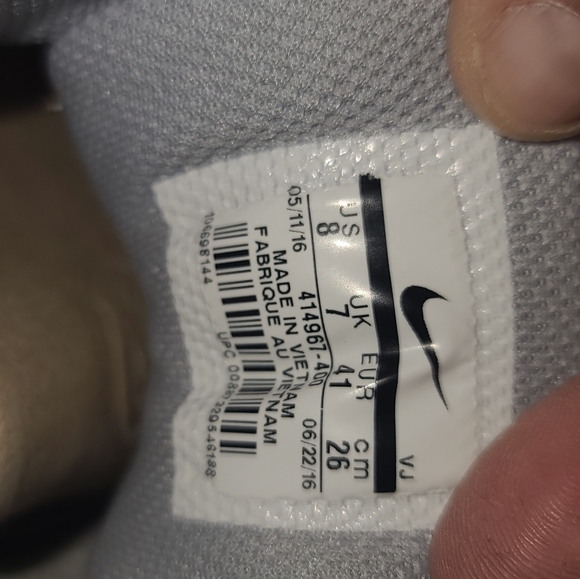 VJ
US UK EUR cm
8 7 41 26
05/11/16 414967-400 06/22/16
MADE IN VIETNAM
FABRIQUE AU VIETNAM
UPC